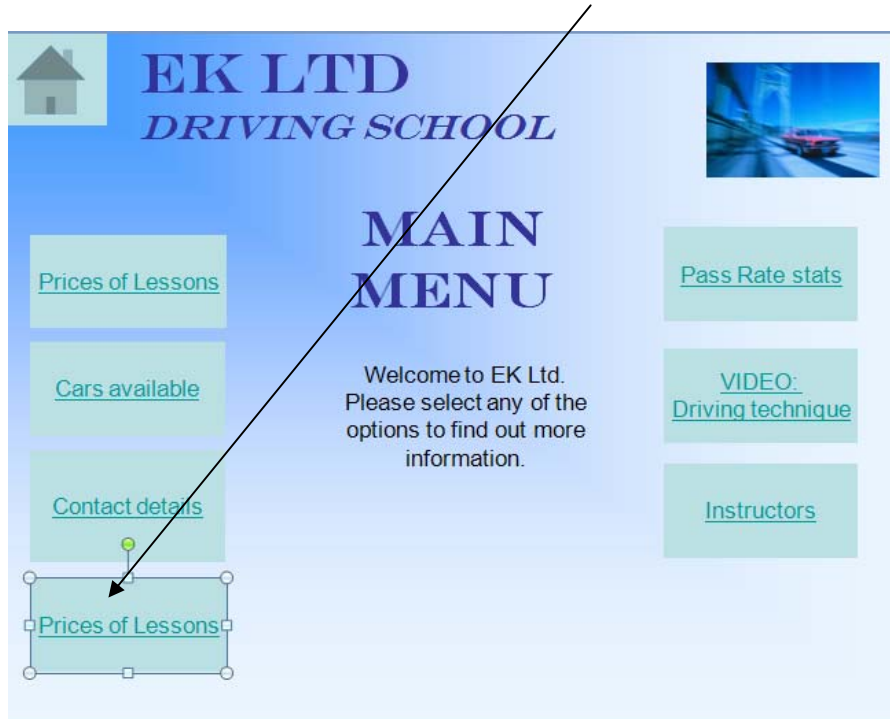 EK LTD
DRIVING SCHOOL
MAIN
MENU
Prices of Lessons
Cars available
Contact details
Prices of Lessons
Welcome to EK Ltd.
Please select any of the
options to find out more
information.
Pass Rate stats
VIDEO:
Driving technique
Instructors